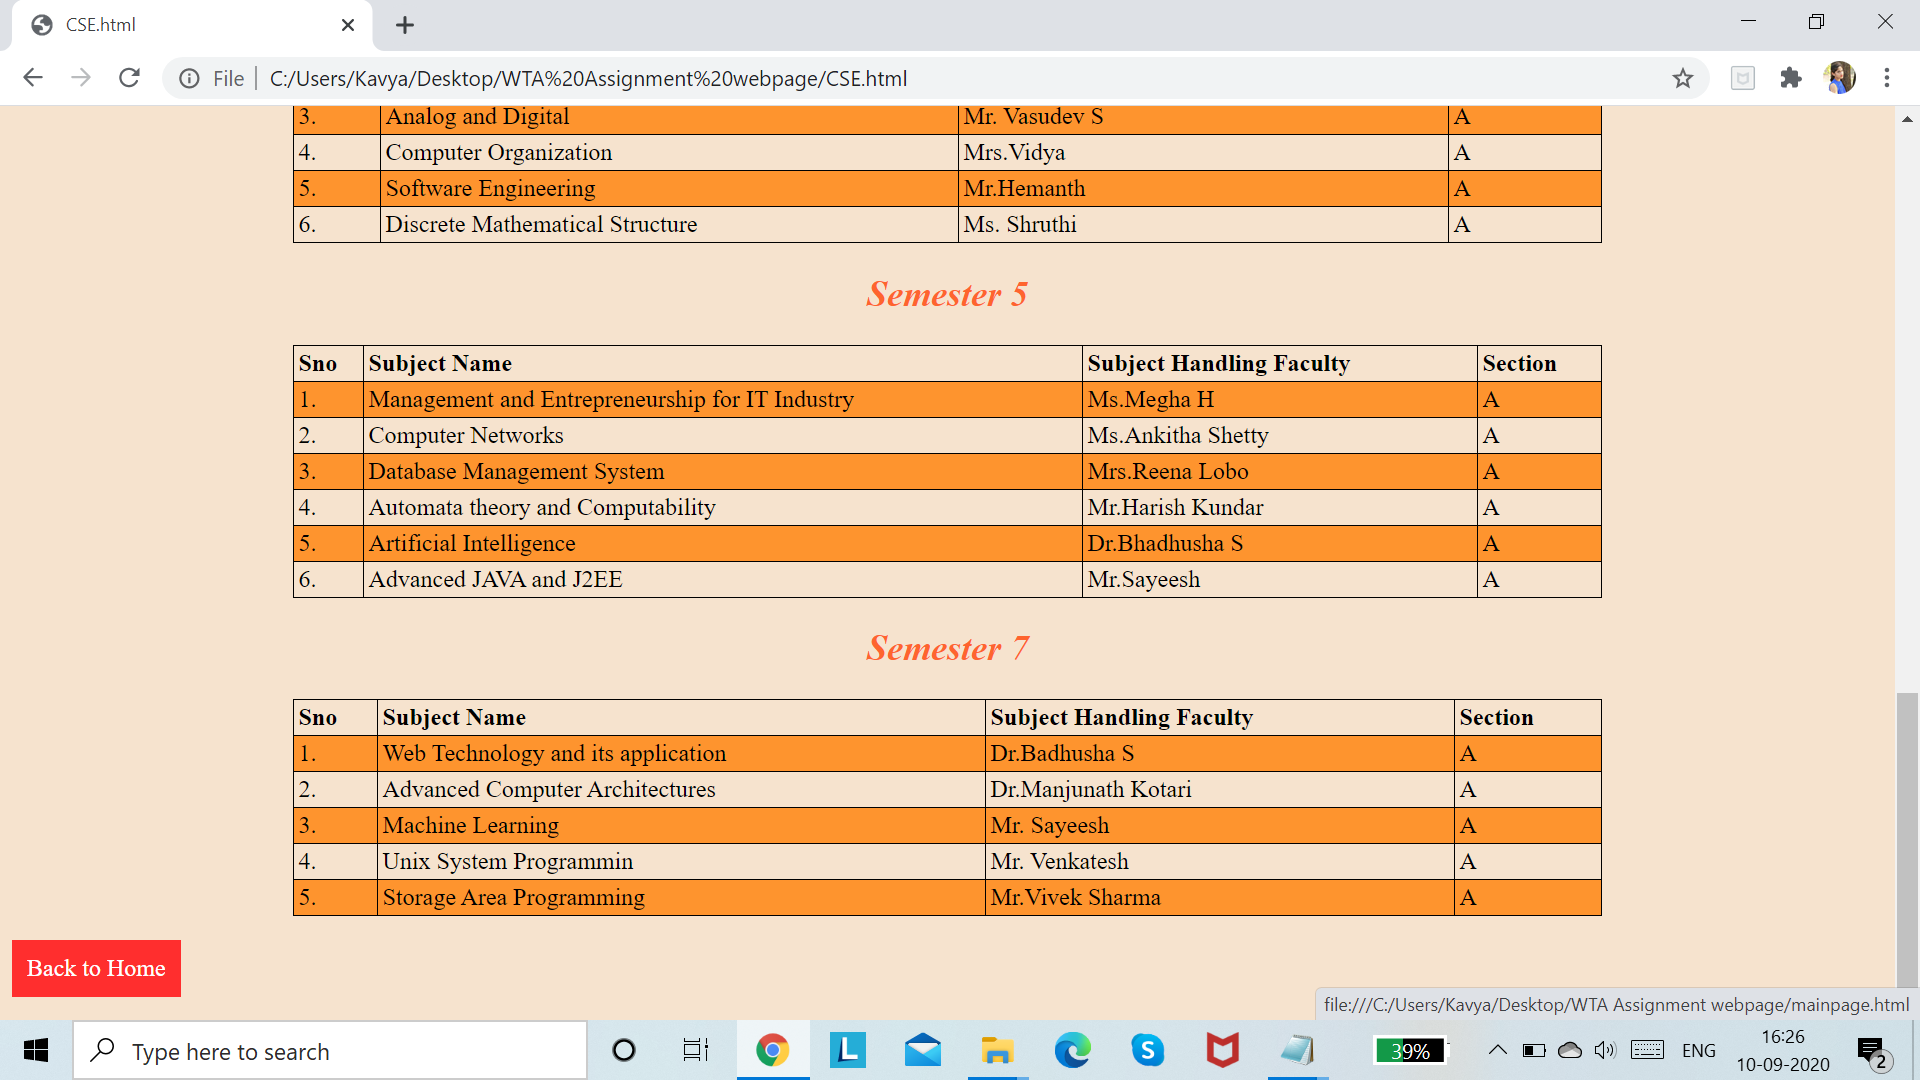 CSE.html
File C:/Users/Kavya/Desktop/WTA%20Assignment%20webpage/CSE.html
3. Analog and Digital Mr. Vasudev S A
4. Computer Organization Mrs.Vidya A
5. Software Engineering Mr.Hemanth A
6. Discrete Mathematical Structure Ms. Shruthi A
Semester 5
Sno Subject Name Subject Handling Faculty Section
1. Management and Entrepreneurship for IT Industry Ms.Megha H A
2. Computer Networks Ms.Ankitha Shetty A
3. Database Management System Mrs.Reena Lobo A
4. Automata theory and Computability Mr.Harish Kundar A
5. Artificial Intelligence Dr.Bhadhusha S A
6. Advanced JAVA and J2EE Mr.Sayeesh A
Semester 7
Sno Subject Name Subject Handling Faculty Section
1. Web Technology and its application Dr.Badhusha S A
2. Advanced Computer Architectures Dr.Manjunath Kotari A
3. Machine Learning Mr. Sayeesh A
4. Unix System Programmin Mr. Venkatesh A
5. Storage Area Programming Mr.Vivek Sharma A
Back to Home
file:///C:/Users/Kavya/Desktop/WTA Assignment webpage/mainpage.html
Type here to search
L
S
39%
ENG
16:26
10-09-2020
2